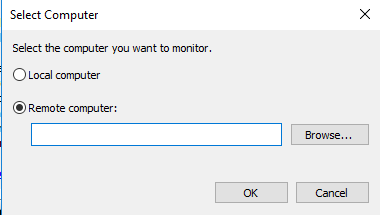 Select Computer
Select the computer you want to monitor.
Local computer
Remote computer:
Browse...
OK
Cancel